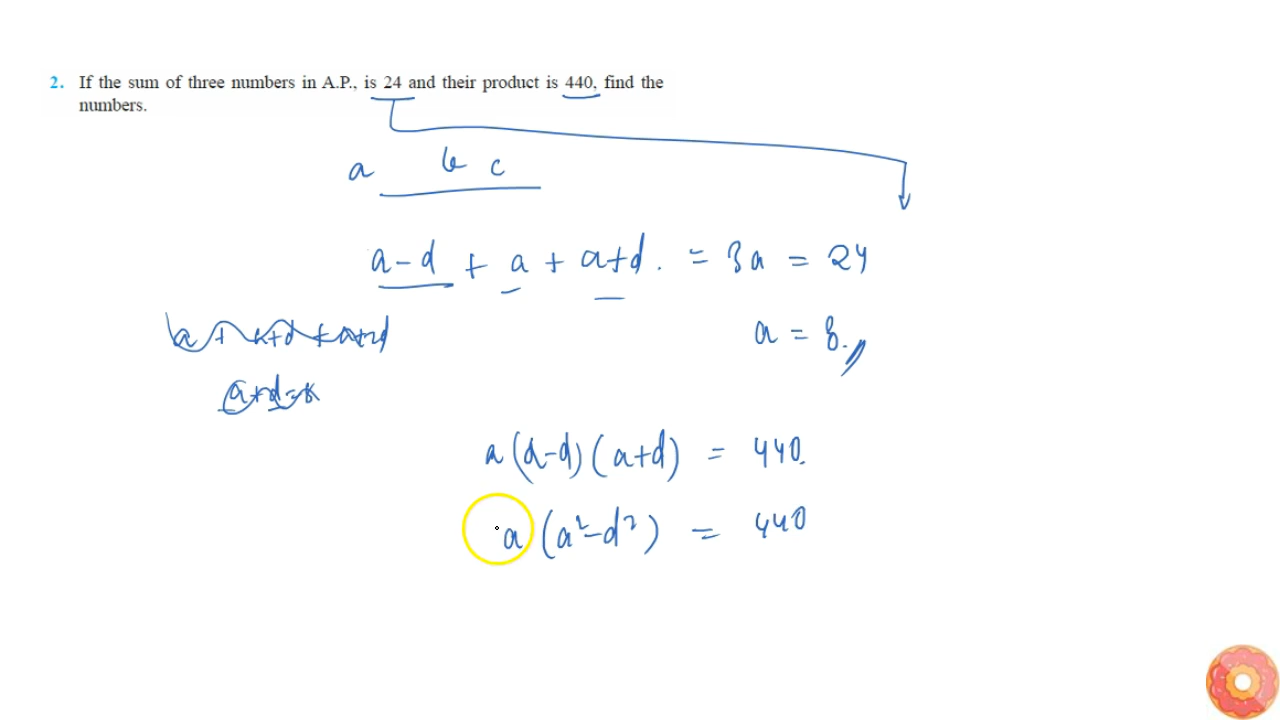 2. If the sum of three numbers in A.P., is 24 and their product is 440, find the
numbers.
a b c
a-d + a + a+d. = 3a = 24
a + a+d + a+2d
a = 8.
a(a-d)(a+d) = 440.
a(a²-d²) = 440